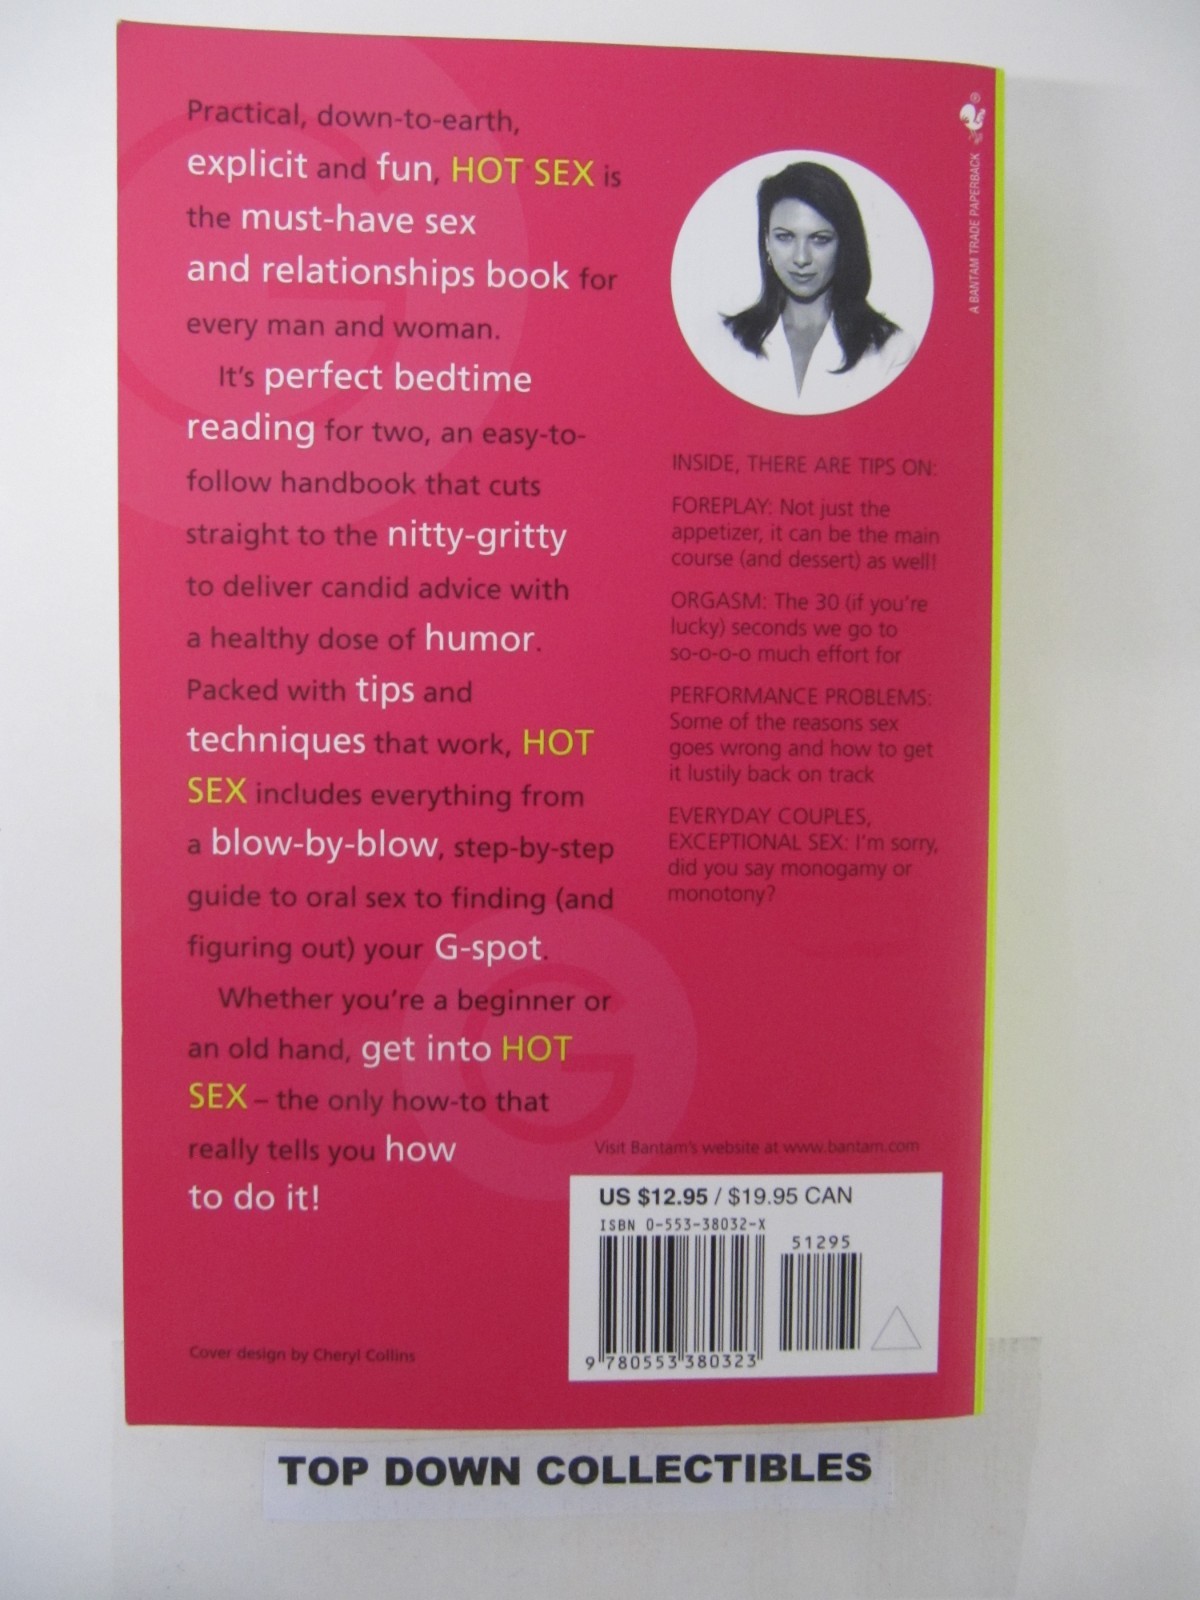 Practical, down-to-earth,
explicit and fun, HOT SEX is
the must-have sex
and relationships book for
every man and woman.
It's perfect bedtime
reading for two, an easy-to-
follow handbook that cuts
straight to the nitty-gritty
to deliver candid advice with
a healthy dose of humor.
Packed with tips and
techniques that work, HOT
SEX includes everything from
a blow-by-blow, step-by-step
guide to oral sex to finding (and
figuring out) your G-spot.
Whether you're a beginner or
an old hand, get into HOT
SEX – the only how-to that
really tells you how
to do it!
Cover design by Cheryl Collins
A BANTAM TRADE PAPERBACK
INSIDE, THERE ARE TIPS ON:
FOREPLAY: Not just the
appetizer, it can be the main
course (and dessert) as well!
ORGASM: The 30 (if you're
lucky) seconds we go to
so-o-o-o much effort for
PERFORMANCE PROBLEMS:
Some of the reasons sex
goes wrong and how to get
it lustily back on track
EVERYDAY COUPLES,
EXCEPTIONAL SEX: I'm sorry,
did you say monogamy or
monotony?
Visit Bantam's website at www.bantam.com
US $12.95 / $19.95 CAN
ISBN 0-553-38032-X
51295
9 780553 380323
TOP DOWN COLLECTIBLES